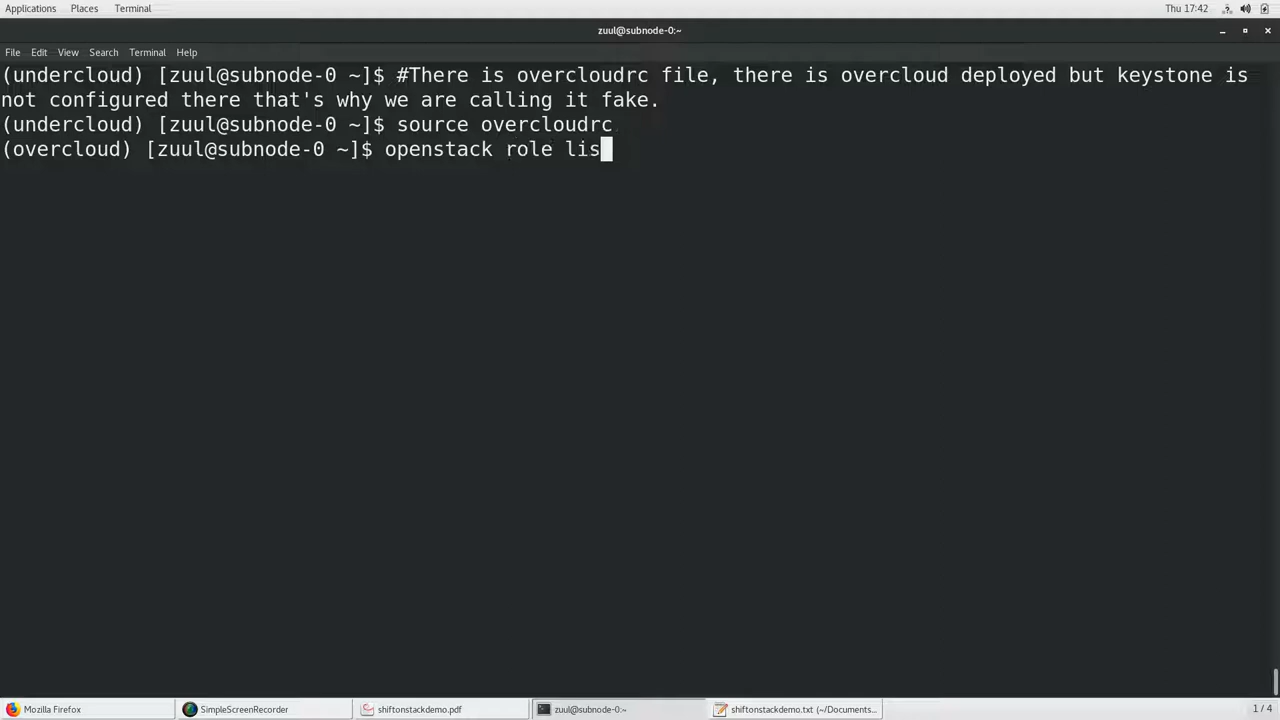 Applications Places Terminal Thu 17:42
zuul@subnode-0:~
File Edit View Search Terminal Help
(undercloud) [zuul@subnode-0 ~]$ #There is overcloudrc file, there is overcloud deployed but keystone is
not configured there that's why we are calling it fake.
(undercloud) [zuul@subnode-0 ~]$ source overcloudrc
(overcloud) [zuul@subnode-0 ~]$ openstack role lis
Mozilla Firefox SimpleScreenRecorder shiftonstackdemo.pdf zuul@subnode-0:~ shiftonstackdemo.txt (~/Documents... 1 / 4